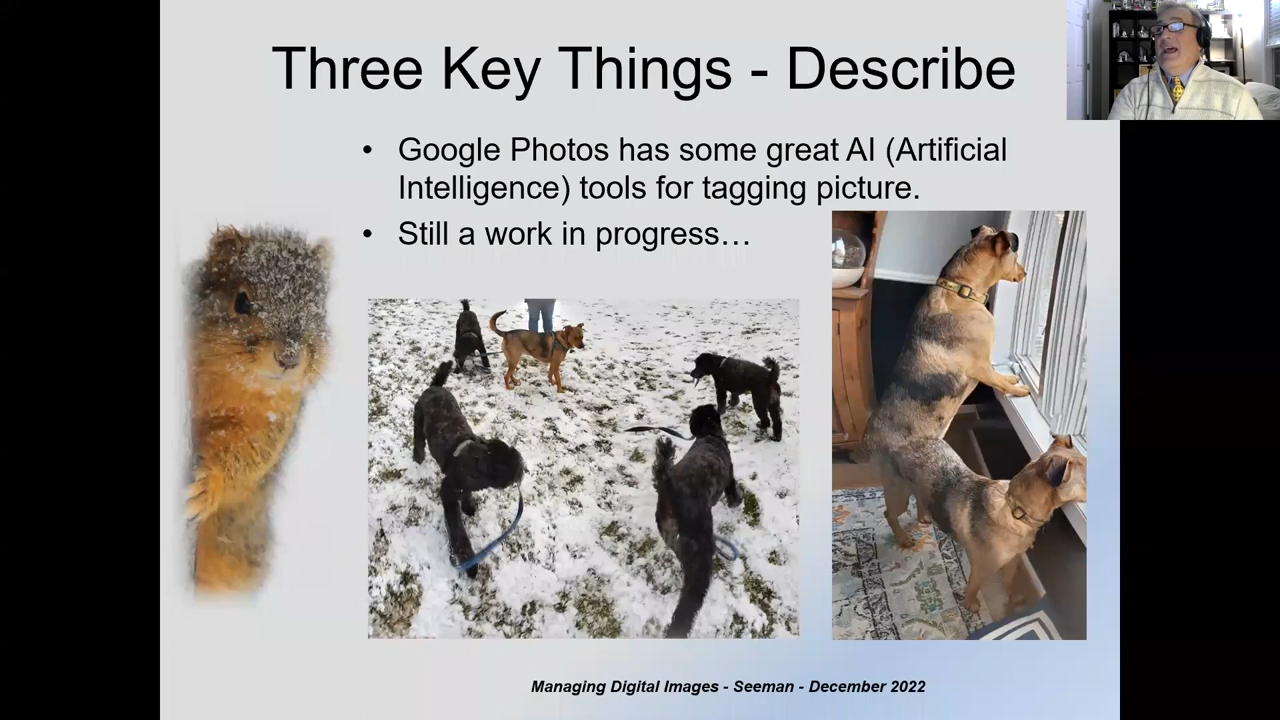 Three Key Things - Describe
• Google Photos has some great AI (Artificial
Intelligence) tools for tagging picture.
• Still a work in progress…
Managing Digital Images - Seeman - December 2022